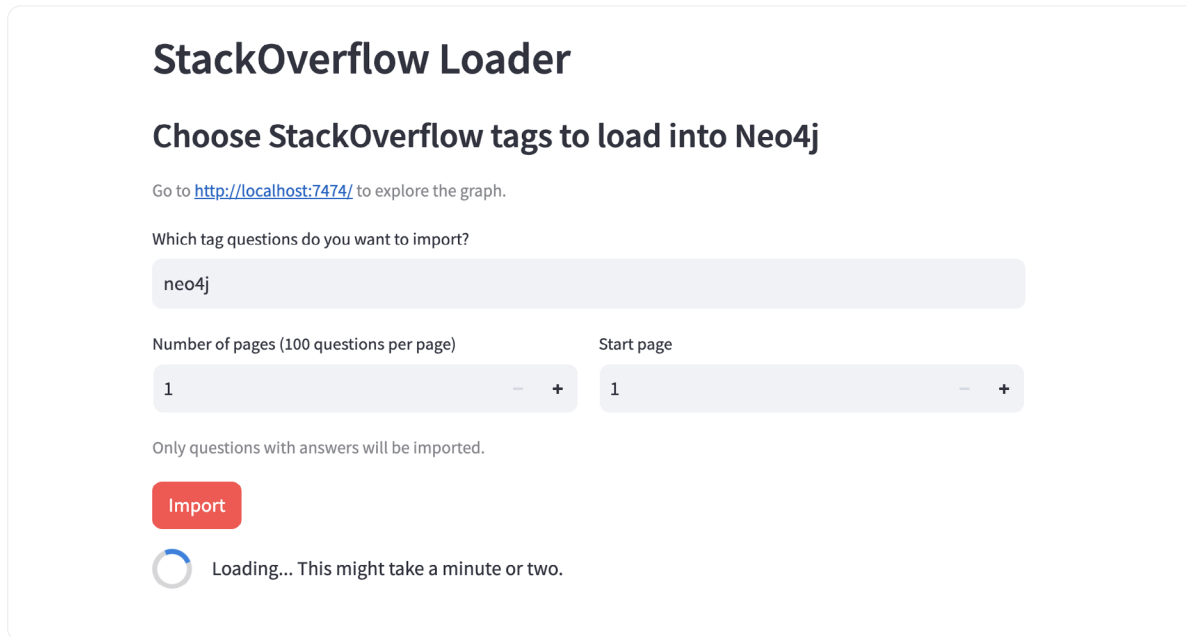 StackOverflow Loader
Choose StackOverflow tags to load into Neo4j
Go to http://localhost:7474/ to explore the graph.
Which tag questions do you want to import?
neo4j
Number of pages (100 questions per page)
Start page
1 − +
1 − +
Only questions with answers will be imported.
Import
Loading... This might take a minute or two.